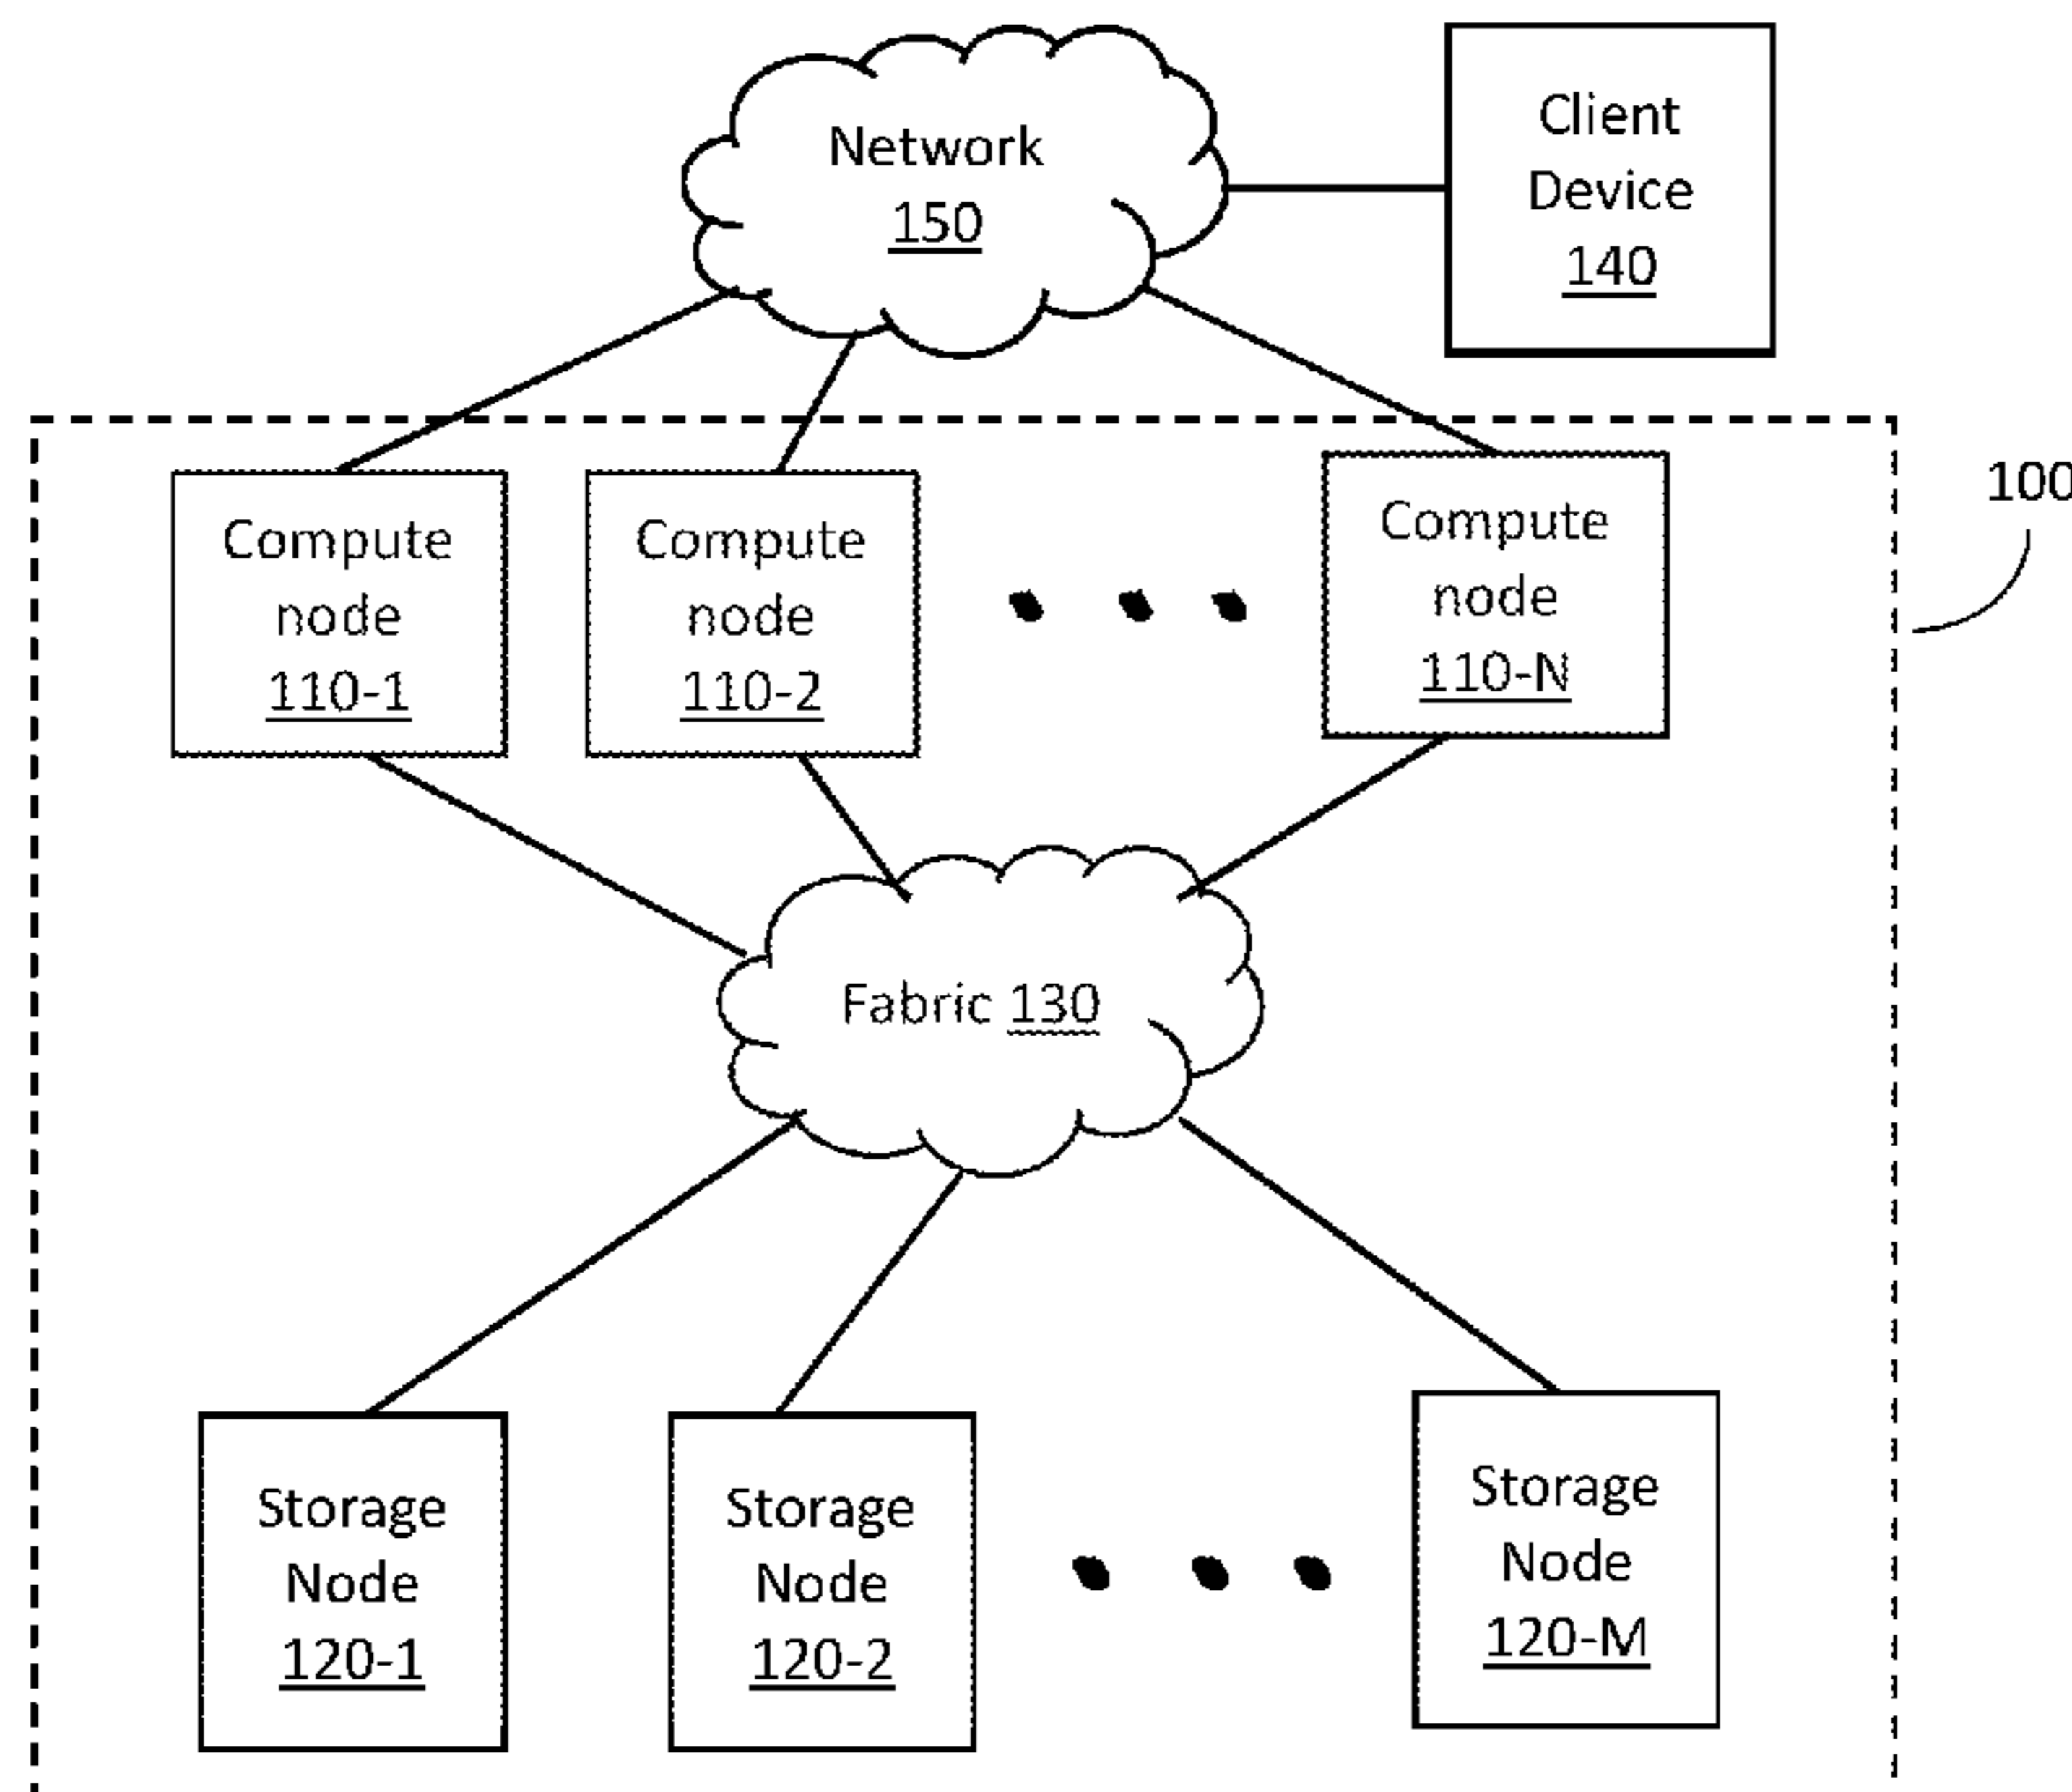 Network
150
Client
Device
140
100
Compute
node
110-1
Compute
node
110-2
Compute
node
110-N
Fabric 130
Storage
Node
120-1
Storage
Node
120-2
Storage
Node
120-M